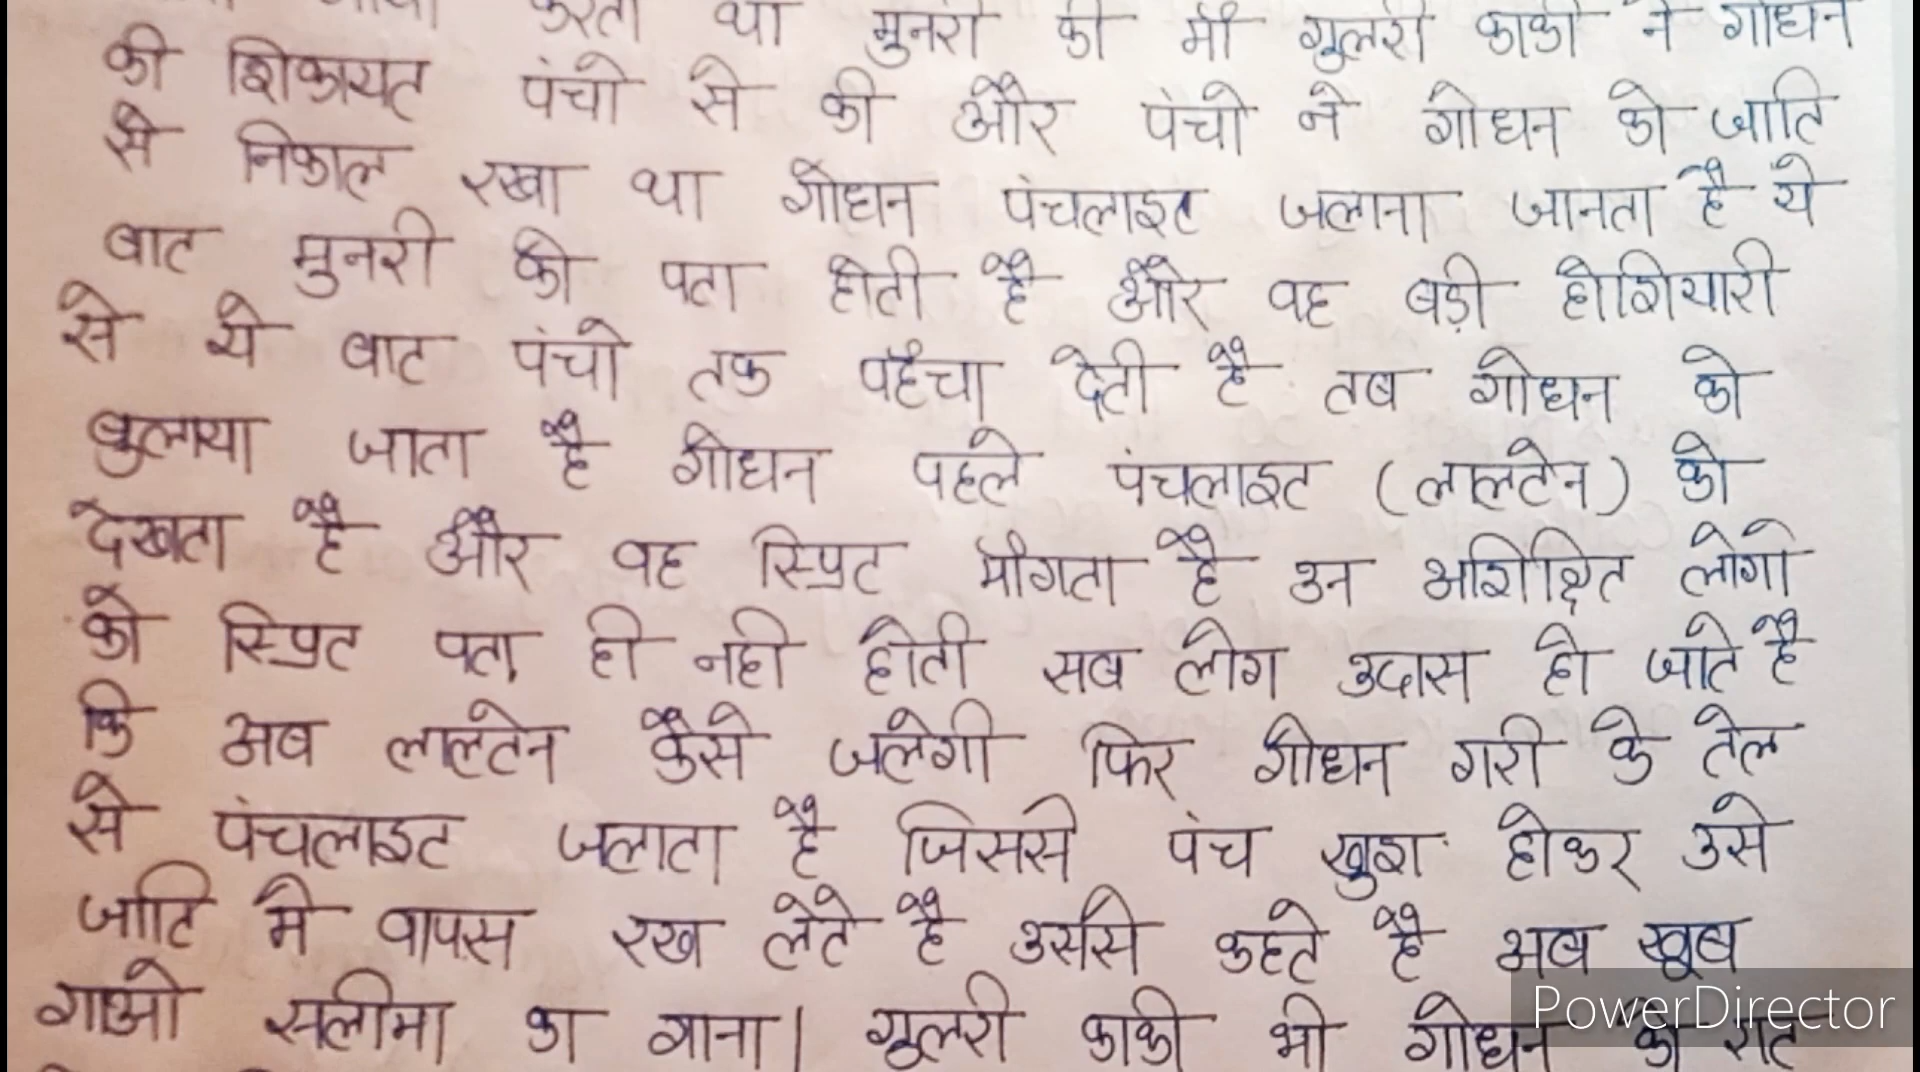 करता था मुनरी की माँ गुलरी काकी ने गोधन
की शिकायत पंचो से की और पंचो ने गोधन को जाति
से निकाल रखा था गोधन पंचलाइट जलाना जानता है ये
बात मुनरी को पता होती है और वह बड़ी होशियारी
से ये बात पंचो तक पहुँचा देती है तब गोधन को
बुलाया जाता है गोधन पहले पंचलाइट (लालटेन) को
देखता है और वह स्प्रिट माँगता है उन अशिक्षित लोगो
को स्प्रिट पता ही नही होती सब लोग उदास हो जाते है
कि अब लालटेन कैसे जलेगी फिर गोधन गरी के तेल
से पंचलाइट जलाता है जिससे पंच खुश होकर उसे
जाति मे वापस रख लेते है उससे कहते है अब खूब
गाओ सलीमा का गाना। गुलरी काकी भी गोधन को रात
PowerDirector